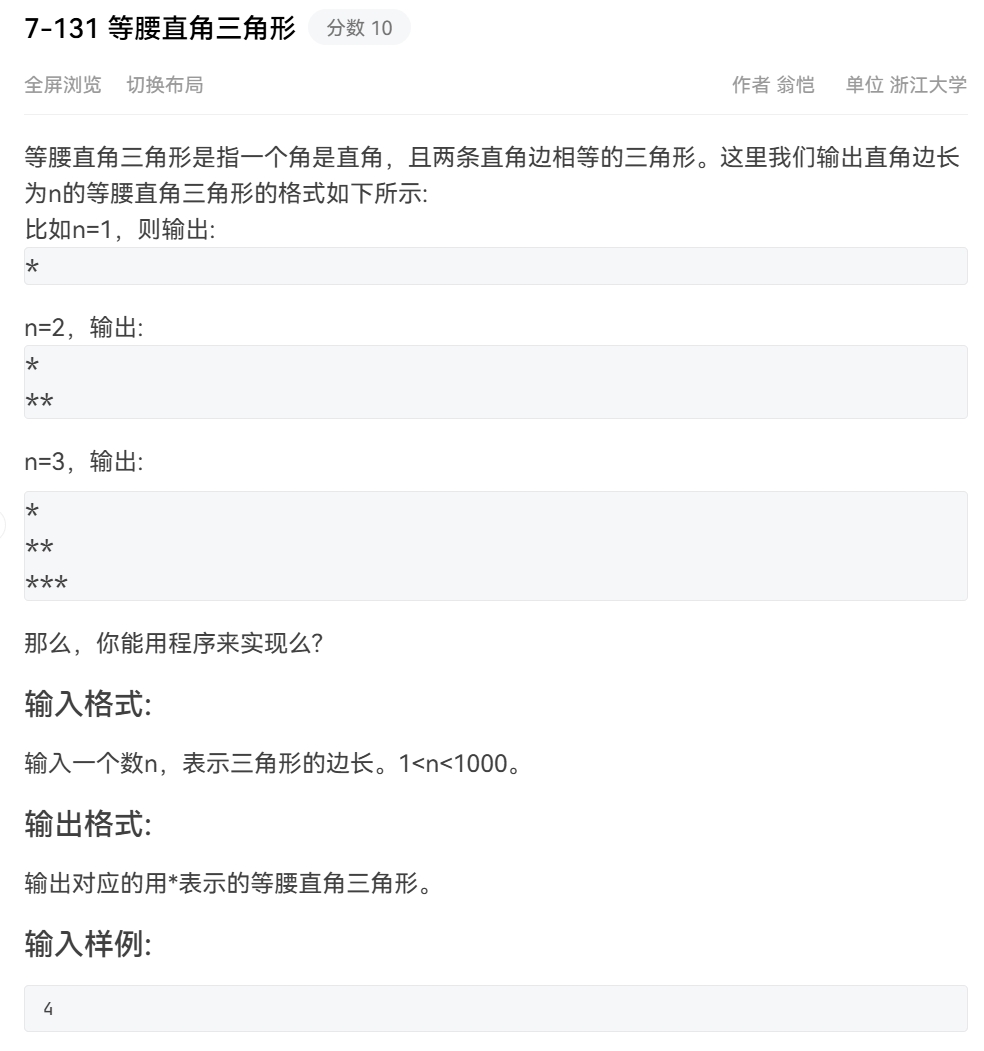 7-131 等腰直角三角形 分数 10
全屏浏览 切换布局 作者 翁恺 单位 浙江大学
等腰直角三角形是指一个角是直角，且两条直角边相等的三角形。这里我们输出直角边长
为n的等腰直角三角形的格式如下所示:
比如n=1，则输出:
*
n=2，输出:
*
**
n=3，输出:
*
**
***
那么，你能用程序来实现么?
输入格式:
输入一个数n，表示三角形的边长。1<n<1000。
输出格式:
输出对应的用*表示的等腰直角三角形。
输入样例:
4